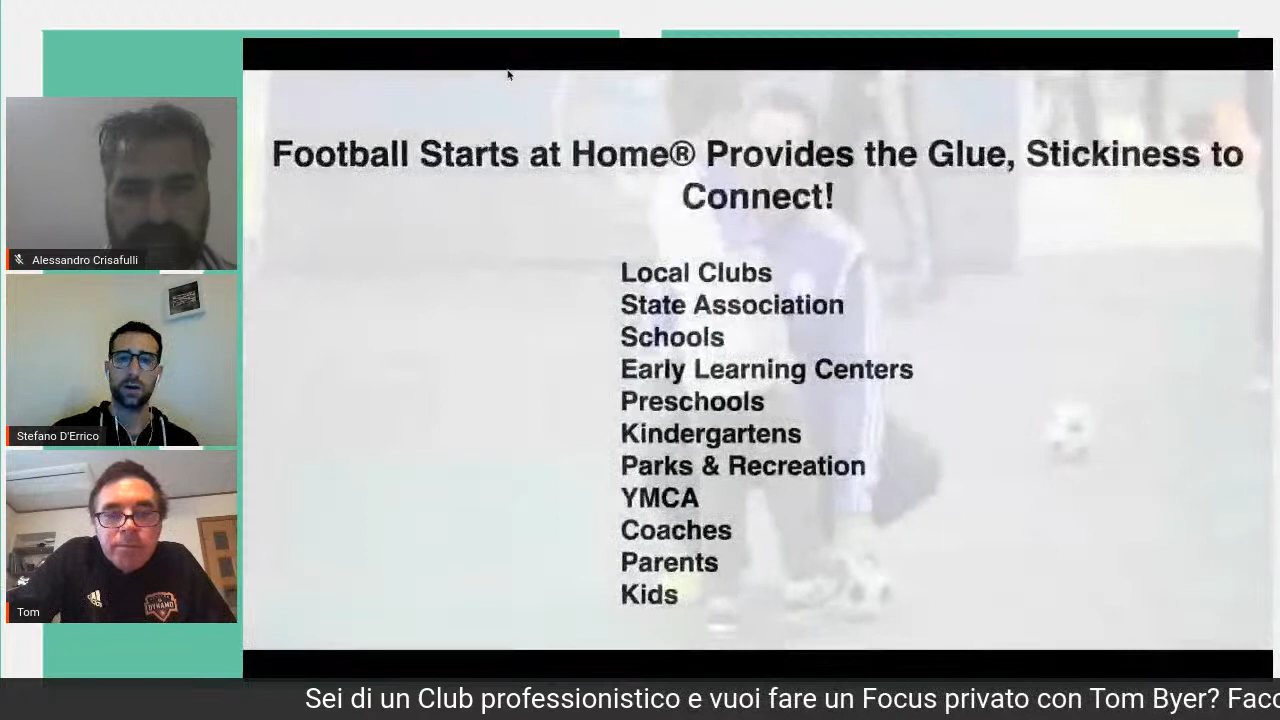 Football Starts at Home® Provides the Glue, Stickiness to
Connect!
Local Clubs
State Association
Schools
Early Learning Centers
Preschools
Kindergartens
Parks & Recreation
YMCA
Coaches
Parents
Kids
Alessandro Crisafulli
Stefano D'Errico
Tom
DYNAMO
Sei di un Club professionistico e vuoi fare un Focus privato con Tom Byer? Facc